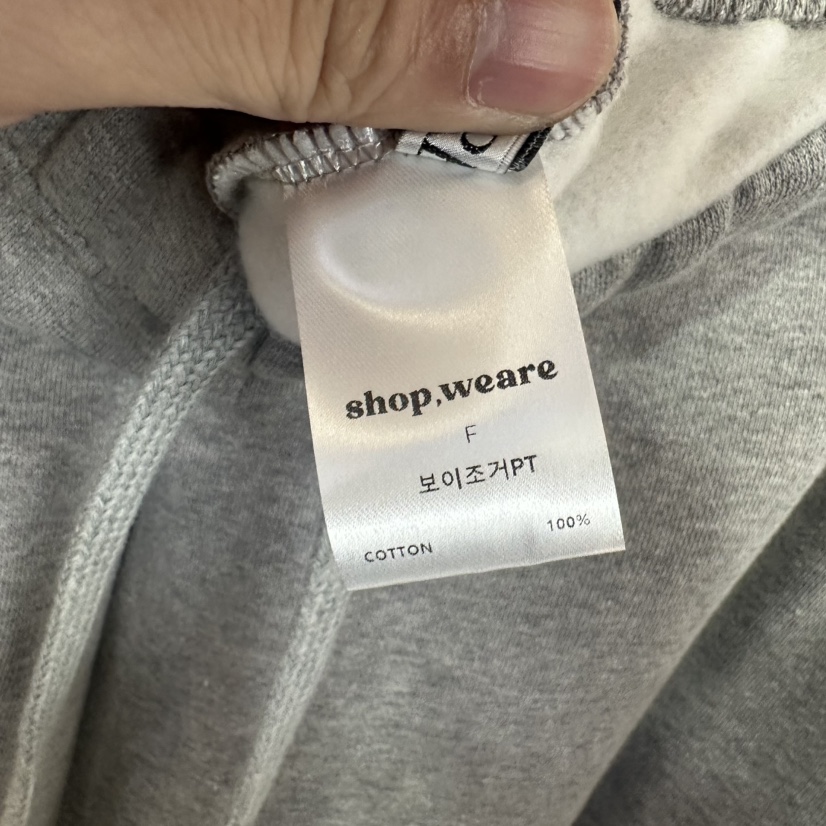 shop,weare
F
보이조거PT
COTTON 100%